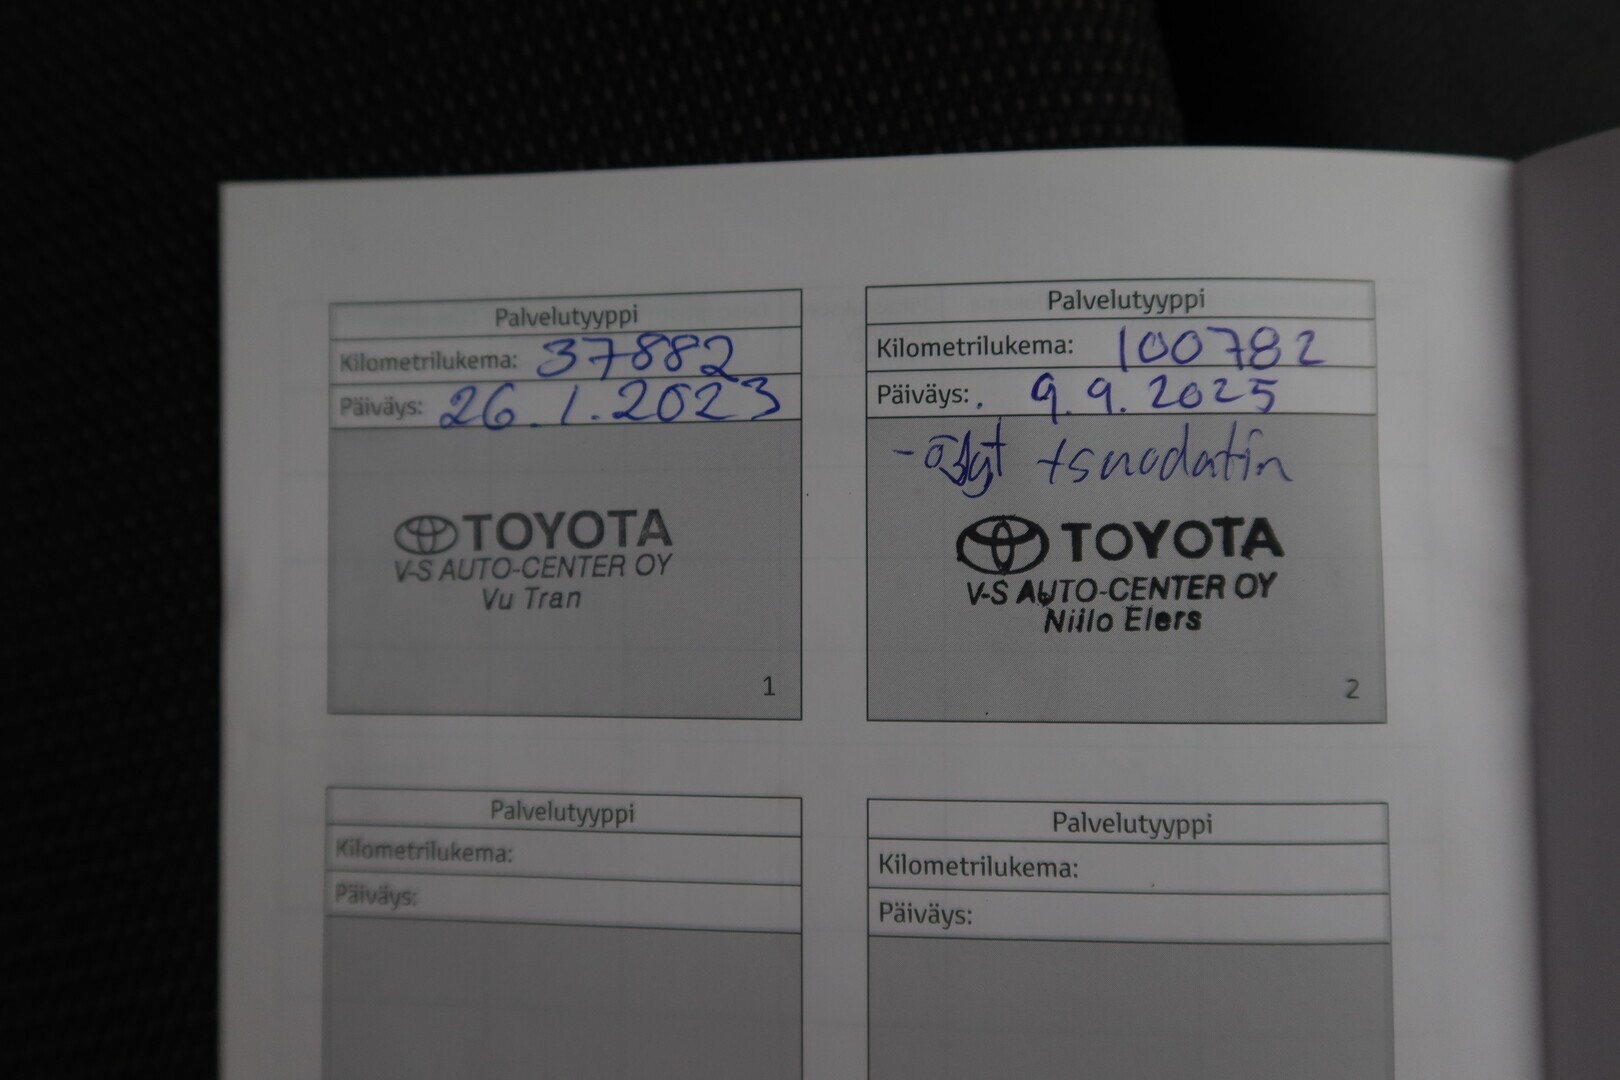 Palvelutyyppi
Kilometrilukema: 37882
Päiväys: 26.1.2023
TOYOTA
V-S AUTO-CENTER OY
Vu Tran
1
Palvelutyyppi
Kilometrilukema: 100782
Päiväys: 9.9.2025
+suodatin
TOYOTA
V-S AUTO-CENTER OY
Niilo Elers
2
Palvelutyyppi
Kilometrilukema:
Päiväys:
Palvelutyyppi
Kilometrilukema:
Päiväys: